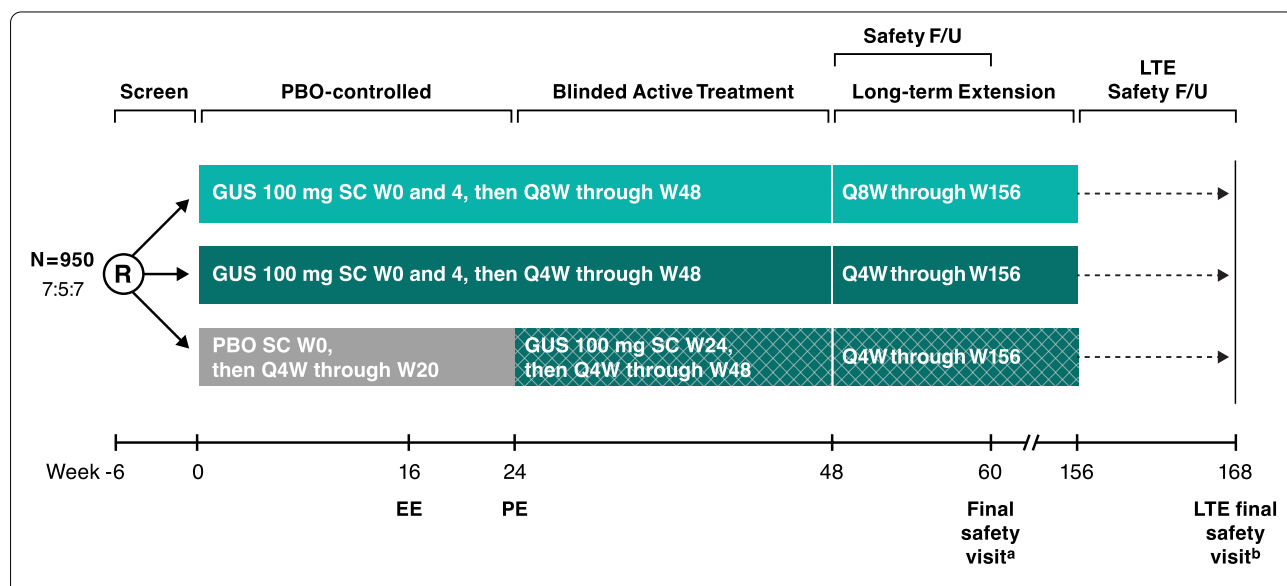 Safety F/U
Screen
PBO-controlled
Blinded Active Treatment
Long-term Extension
LTE
Safety F/U
GUS 100 mg SC W0 and 4, then Q8W through W48
Q8W through W156
N=950
7:5:7
R
GUS 100 mg SC W0 and 4, then Q4W through W48
Q4W through W156
PBO SC W0,
then Q4W through W20
GUS 100 mg SC W24,
then Q4W through W48
Q4W through W156
Week -6 0 16 24 48 60 156 168
EE
PE
Final
safety
visitᵃ
LTE final
safety
visitᵇ